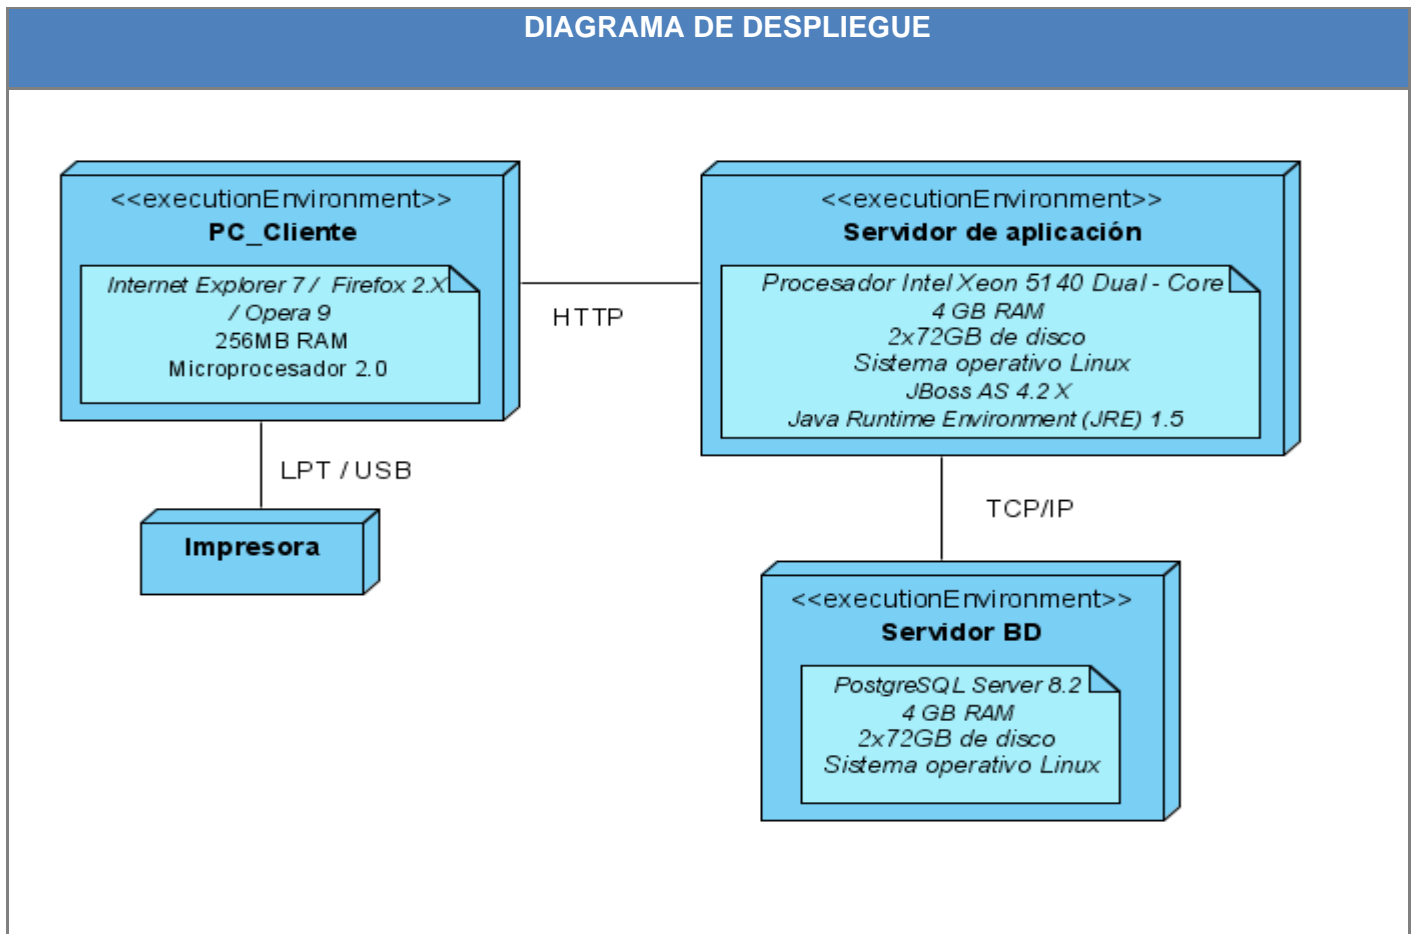 DIAGRAMA DE DESPLIEGUE
<<executionEnvironment>>
PC_Cliente
Internet Explorer 7 / Firefox 2.X
/ Opera 9
256MB RAM
Microprocesador 2.0
HTTP
<<executionEnvironment>>
Servidor de aplicación
Procesador Intel Xeon 5140 Dual - Core
4 GB RAM
2x72GB de disco
Sistema operativo Linux
JBoss AS 4.2 X
Java Runtime Environment (JRE) 1.5
LPT / USB
Impresora
TCP/IP
<<executionEnvironment>>
Servidor BD
PostgreSQL Server 8.2
4 GB RAM
2x72GB de disco
Sistema operativo Linux